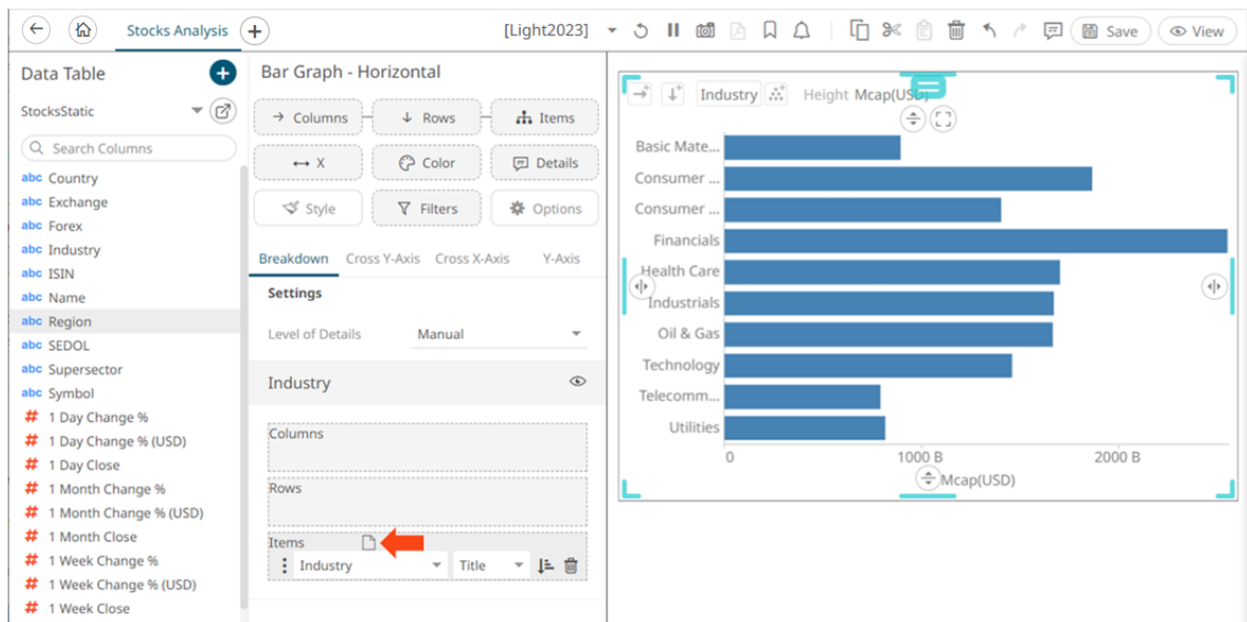 Stocks Analysis
[Light2023]
Save
View
Data Table
StocksStatic
Search Columns
abc Country
abc Exchange
abc Forex
abc Industry
abc ISIN
abc Name
abc Region
abc SEDOL
abc Supersector
abc Symbol
# 1 Day Change %
# 1 Day Change % (USD)
# 1 Day Close
# 1 Month Change %
# 1 Month Change % (USD)
# 1 Month Close
# 1 Week Change %
# 1 Week Change % (USD)
# 1 Week Close
Bar Graph - Horizontal
Columns
Rows
Items
X
Color
Details
Style
Filters
Options
Breakdown Cross Y-Axis Cross X-Axis Y-Axis
Settings
Level of Details Manual
Industry
Columns
Rows
Items
Industry Title
Industry Height Mcap(USD)
Basic Mate...
Consumer ...
Consumer ...
Financials
Health Care
Industrials
Oil & Gas
Technology
Telecomm...
Utilities
0 1000 B 2000 B
Mcap(USD)